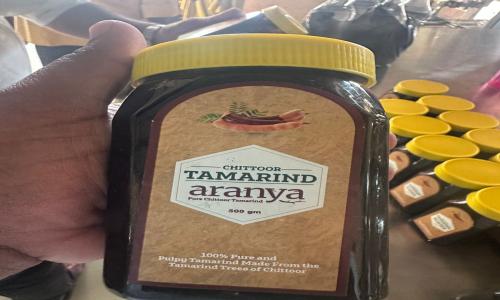 CHITTOOR
TAMARIND
aranya
Pure Chittoor Tamarind
500 gm
100% Pure and
Pulpy Tamarind Made From the
Tamarind Trees of Chittoor